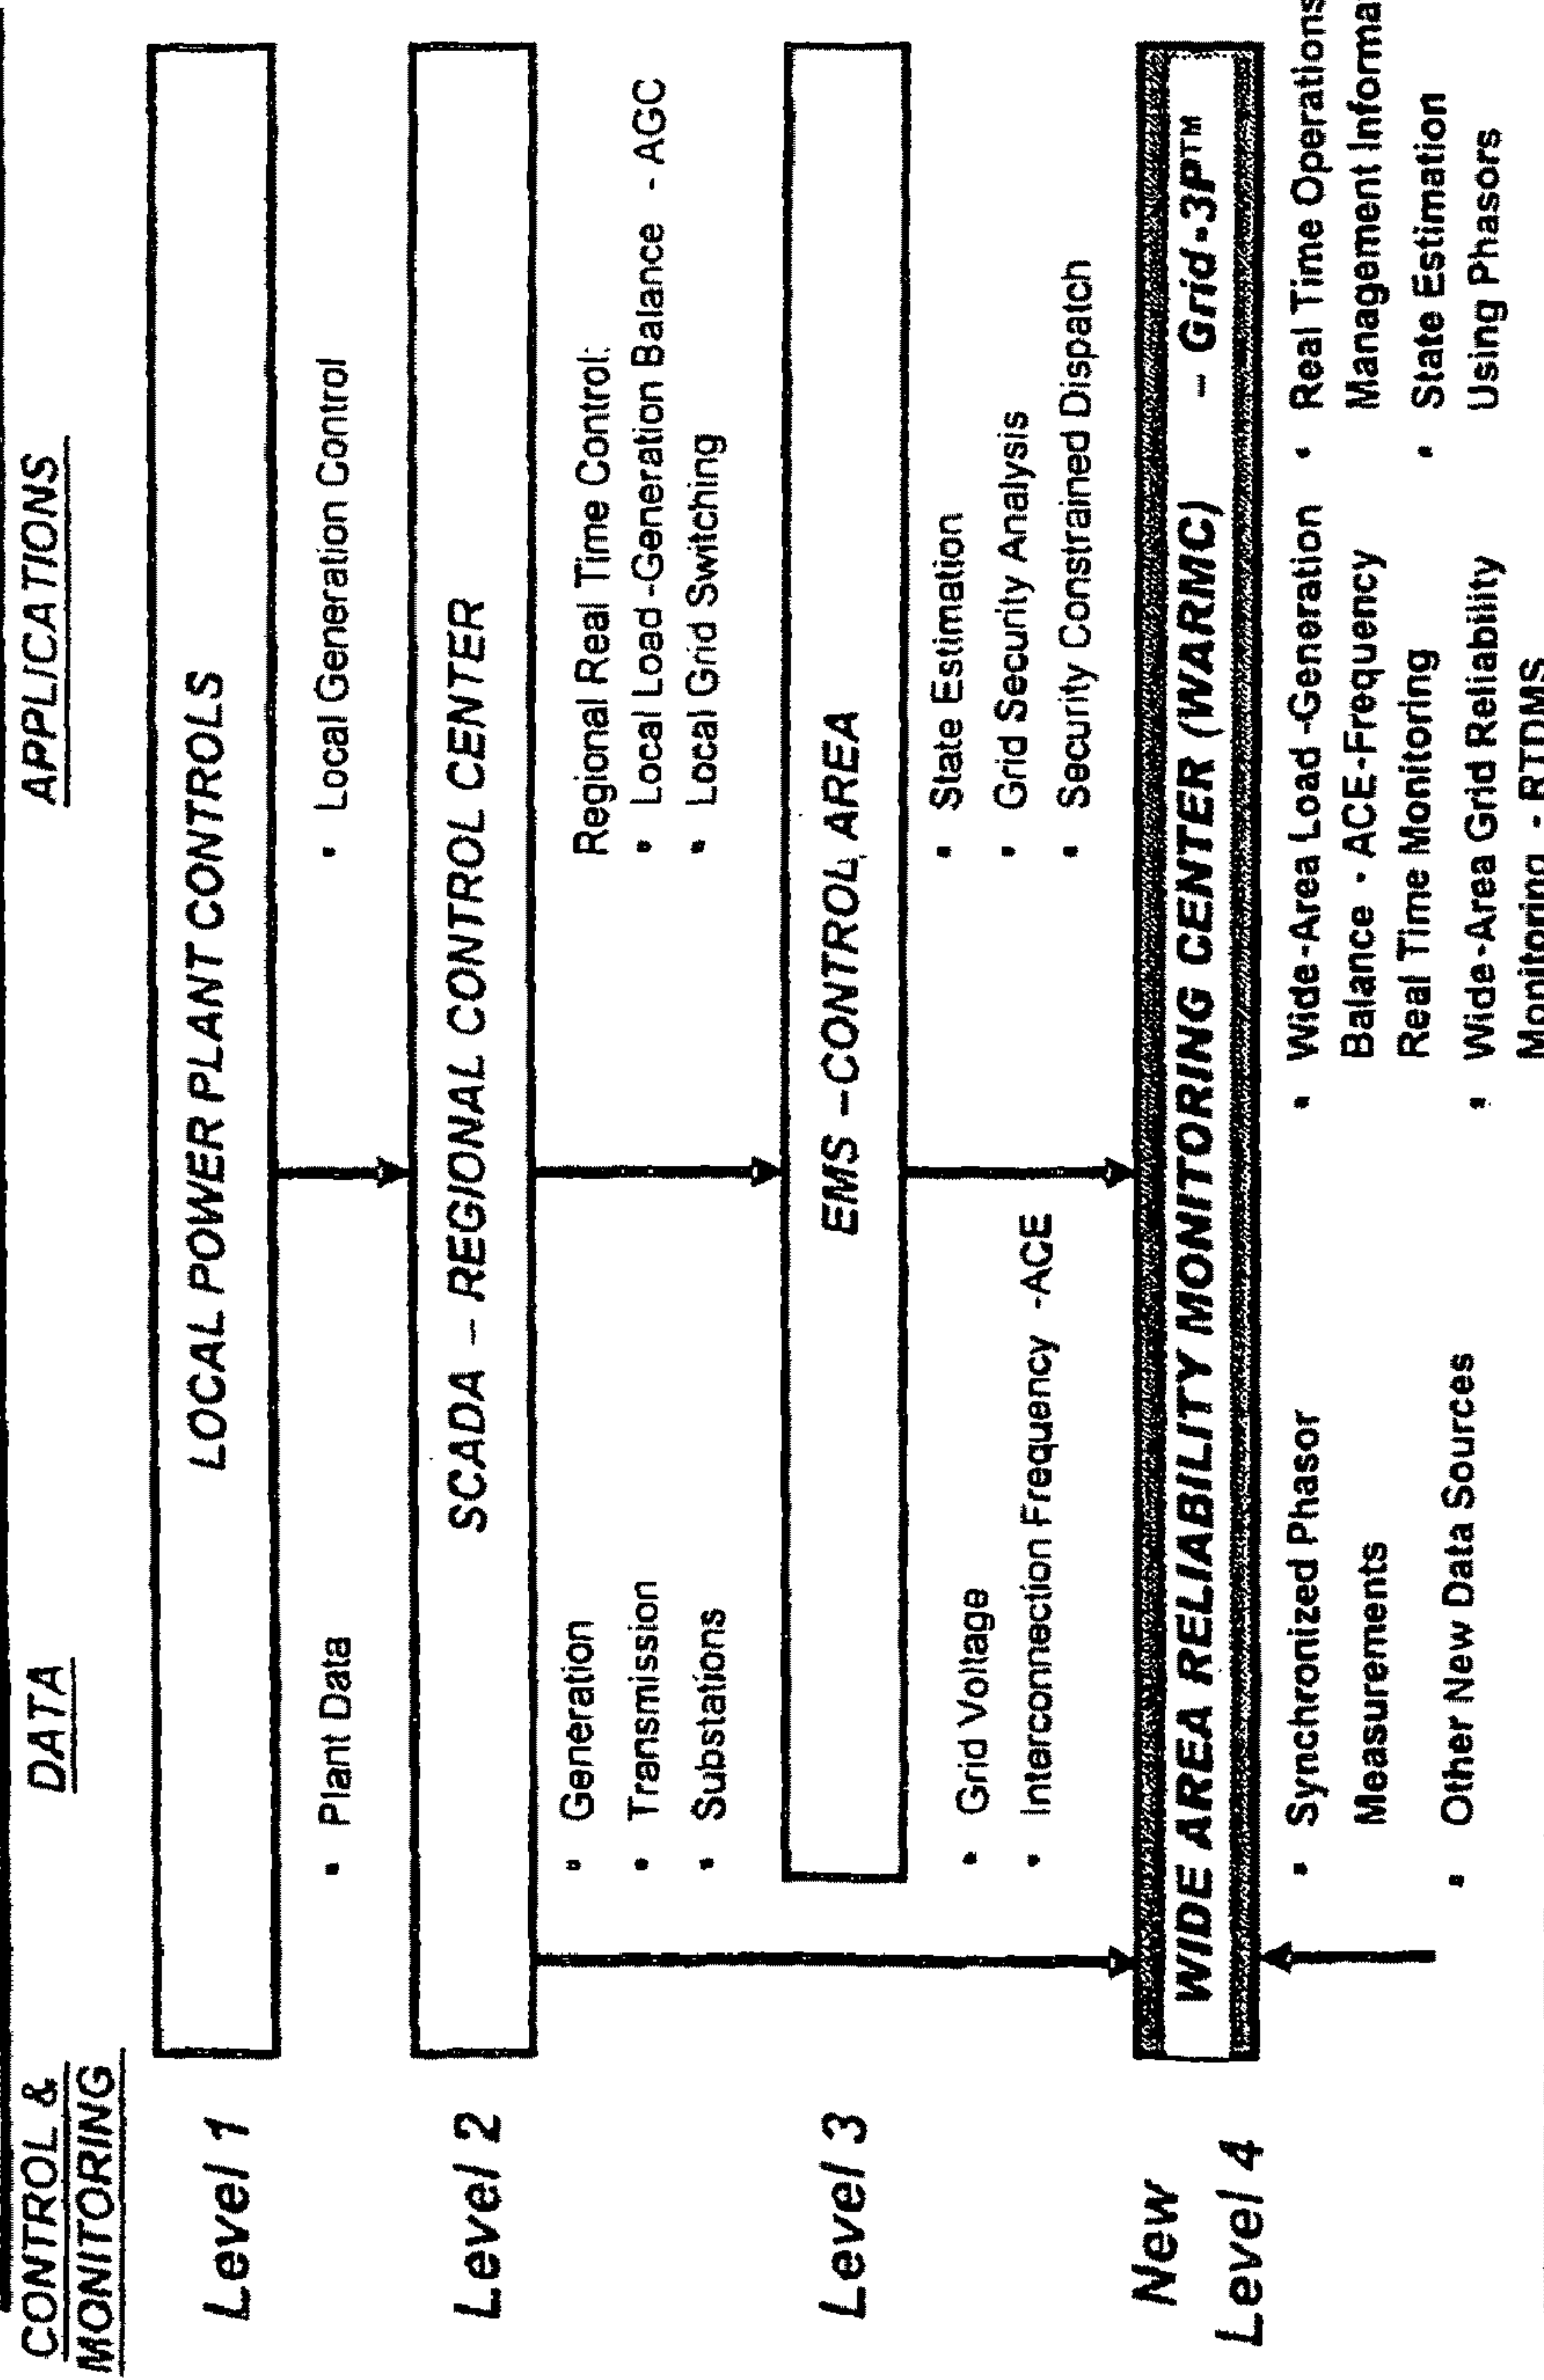 CONTROL &
MONITORING
DATA
APPLICATIONS
Level 1
LOCAL POWER PLANT CONTROLS
• Plant Data
• Local Generation Control
Level 2
SCADA – REGIONAL CONTROL CENTER
• Generation
• Transmission
• Substations
Regional Real Time Control:
• Local Load -Generation Balance - AGC
• Local Grid Switching
Level 3
EMS –CONTROL AREA
• Grid Voltage
• Interconnection Frequency -ACE
• State Estimation
• Grid Security Analysis
• Security Constrained Dispatch
New
Level 4
WIDE AREA RELIABILITY MONITORING CENTER (WARMC) – Grid-3P™
• Synchronized Phasor
Measurements
• Other New Data Sources
• Wide-Area Load-Generation
Balance - ACE-Frequency
Real Time Monitoring
• Wide-Area Grid Reliability
Monitoring - RTDMS
• Real Time Operations
Management Informa
• State Estimation
Using Phasors